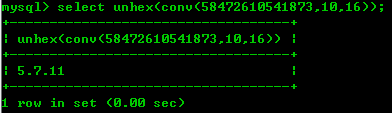 mysql> select unhex(conv(58472610541873,10,16));
+-----------------------------------+
| unhex(conv(58472610541873,10,16)) |
+-----------------------------------+
| 5.7.11                            |
+-----------------------------------+
1 row in set (0.00 sec)